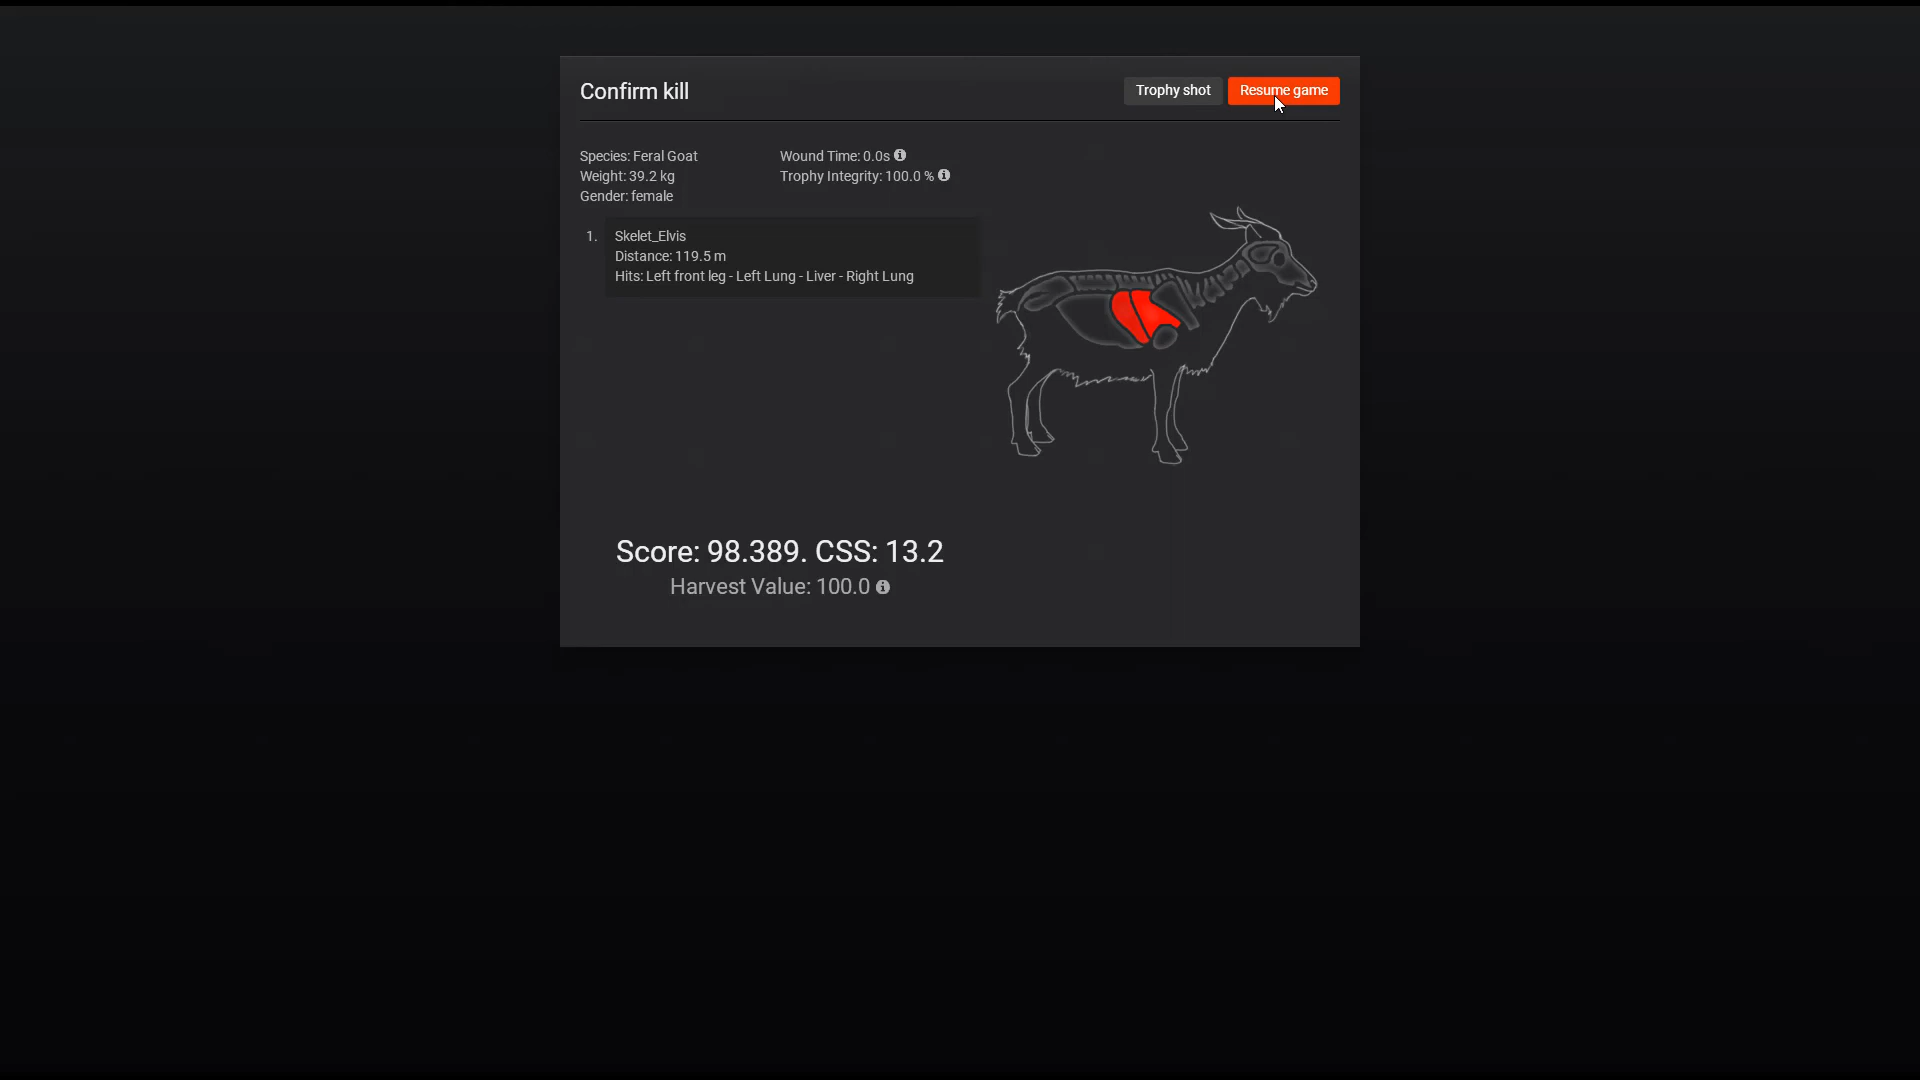 Confirm kill
Trophy shot
Resume game
Species: Feral Goat
Weight: 39.2 kg
Gender: female
Wound Time: 0.0s
Trophy Integrity: 100.0 %
1.
Skelet_Elvis
Distance: 119.5 m
Hits: Left front leg - Left Lung - Liver - Right Lung
Score: 98.389. CSS: 13.2
Harvest Value: 100.0